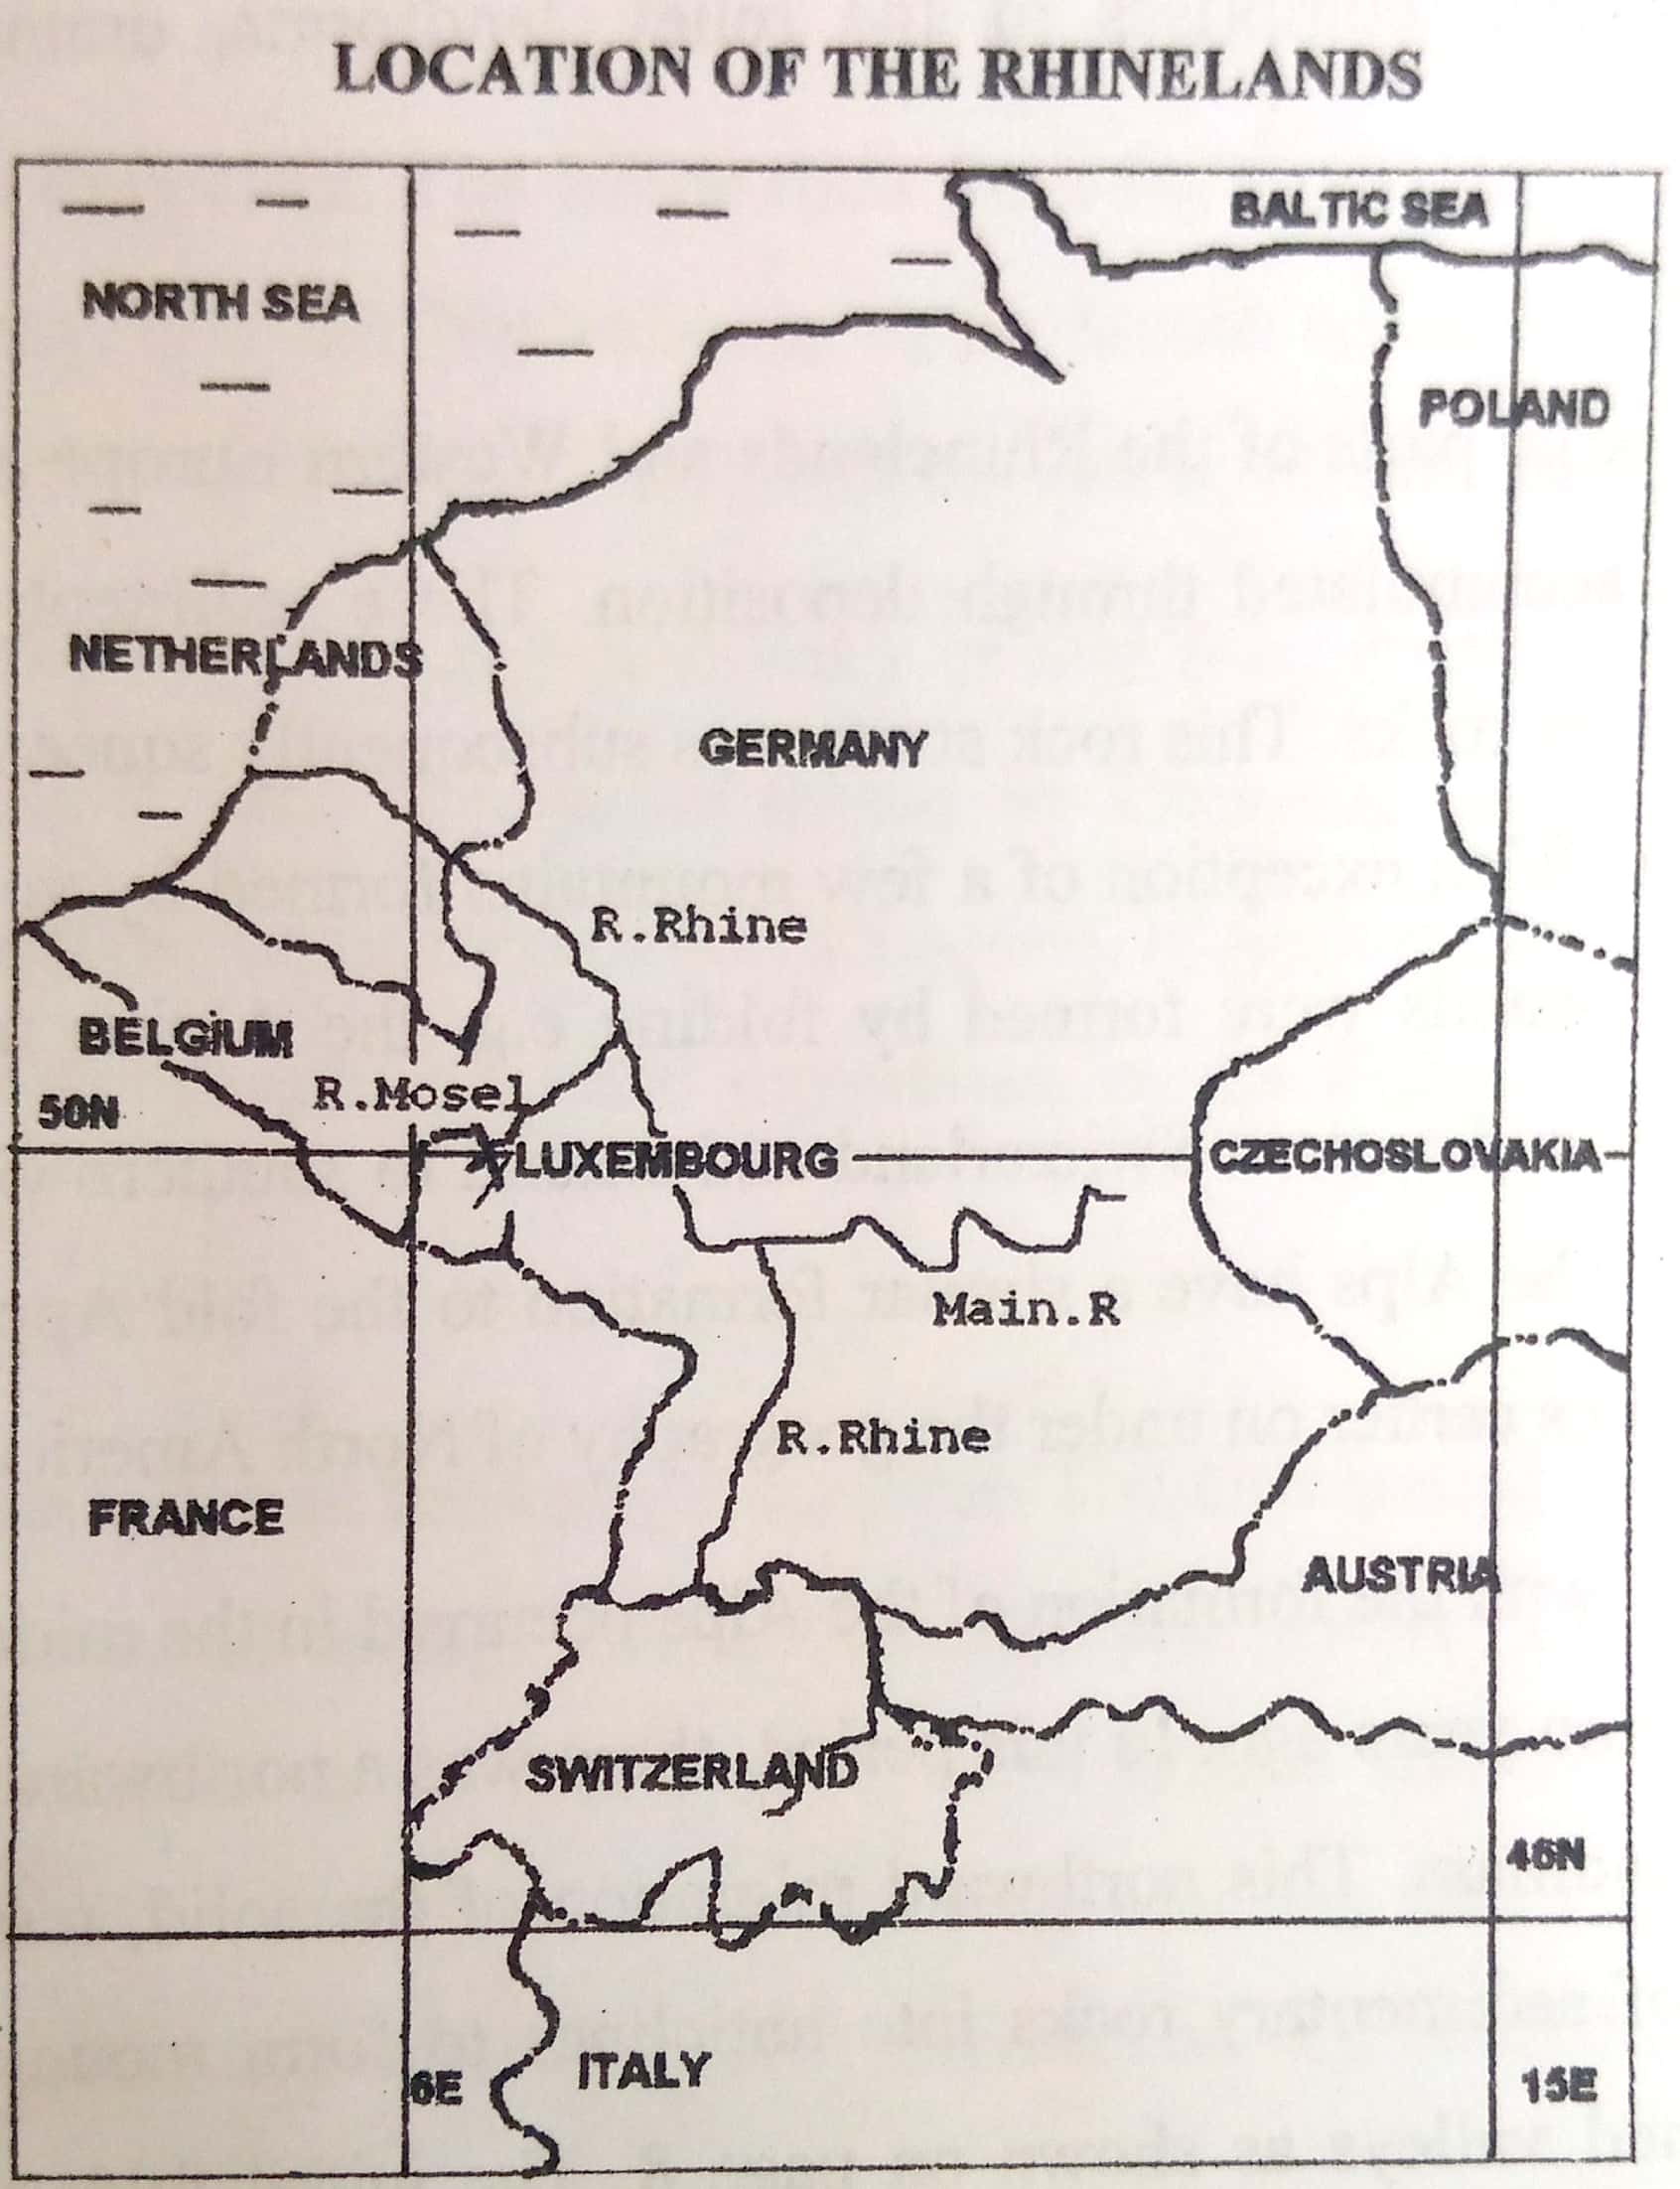 LOCATION OF THE RHINELANDS
BALTIC SEA
NORTH SEA
POLAND
NETHERLANDS
GERMANY
R.Rhine
BELGIUM
R.Mosel
50N
LUXEMBOURG
CZECHOSLOVAKIA
Main.R
R.Rhine
FRANCE
AUSTRIA
SWITZERLAND
46N
ITALY
6E
15E